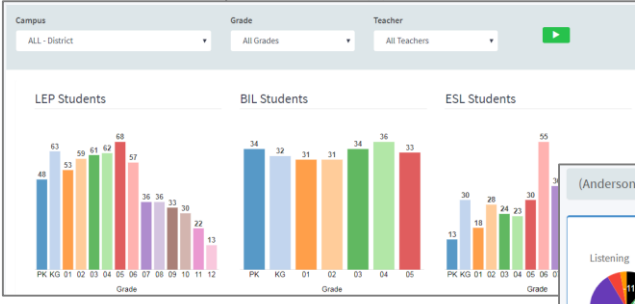 Campus Grade Teacher
ALL - District All Grades All Teachers
LEP Students BIL Students ESL Students
48 63 53 59 61 62 68 57 36 36 33 30 22 13
PK KG 01 02 03 04 05 06 07 08 09 10 11 12
Grade
34 32 31 31 34 36 33
PK KG 01 02 03 04 05
Grade
13 30 18 28 24 23 30 55
PK KG 01 02 03 04 05 06
Grade
(Anderson
Listening
11